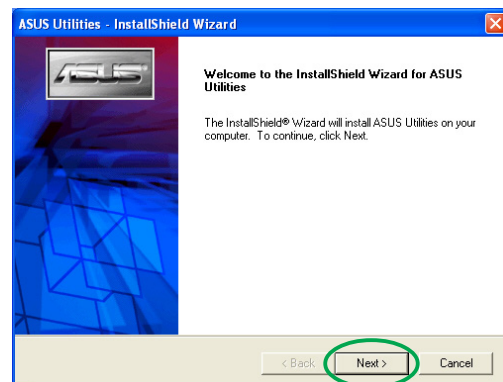 ASUS Utilities - InstallShield Wizard
ASUS
Welcome to the InstallShield Wizard for ASUS
Utilities
The InstallShield® Wizard will install ASUS Utilities on your
computer. To continue, click Next.
< Back
Next >
Cancel